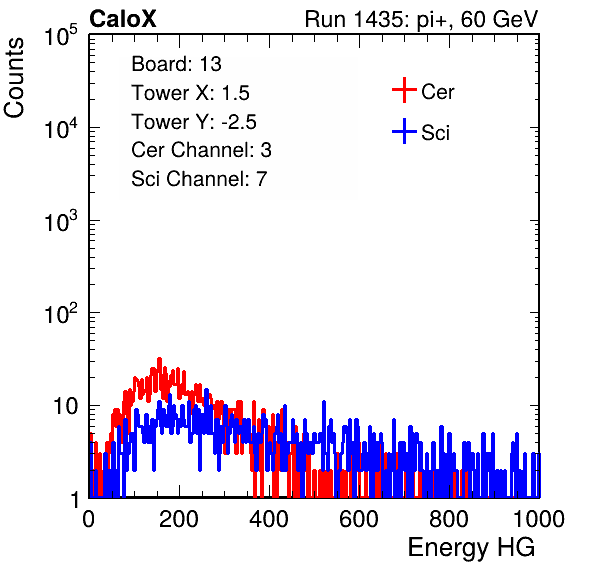 CaloX Run 1435: pi+, 60 GeV
Counts
Board: 13
Tower X: 1.5
Tower Y: -2.5
Cer Channel: 3
Sci Channel: 7
Cer
Sci
10^5
10^4
10^3
10^2
10
1
0 200 400 600 800 1000
Energy HG